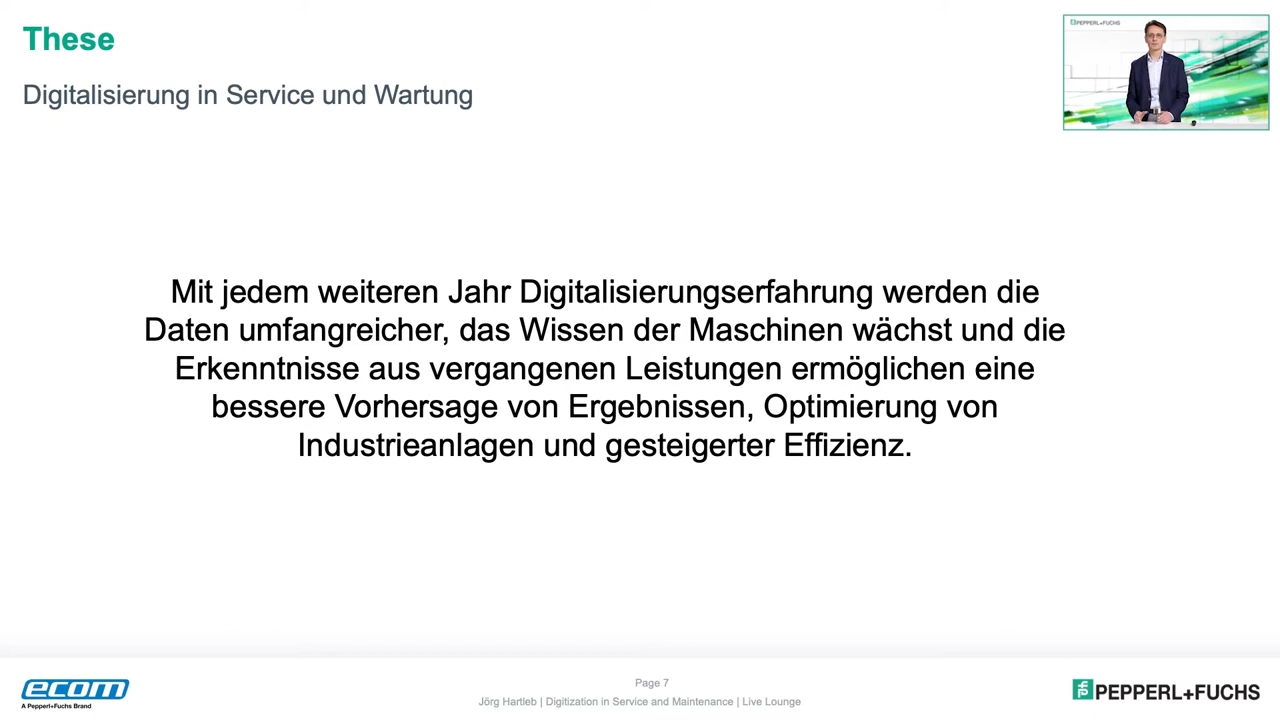 These
Digitalisierung in Service und Wartung
PEPPERL+FUCHS
Mit jedem weiteren Jahr Digitalisierungserfahrung werden die
Daten umfangreicher, das Wissen der Maschinen wächst und die
Erkenntnisse aus vergangenen Leistungen ermöglichen eine
bessere Vorhersage von Ergebnissen, Optimierung von
Industrieanlagen und gesteigerter Effizienz.
ecom
A Pepperl+Fuchs Brand
Page 7
Jörg Hartleb | Digitization in Service and Maintenance | Live Lounge
PEPPERL+FUCHS